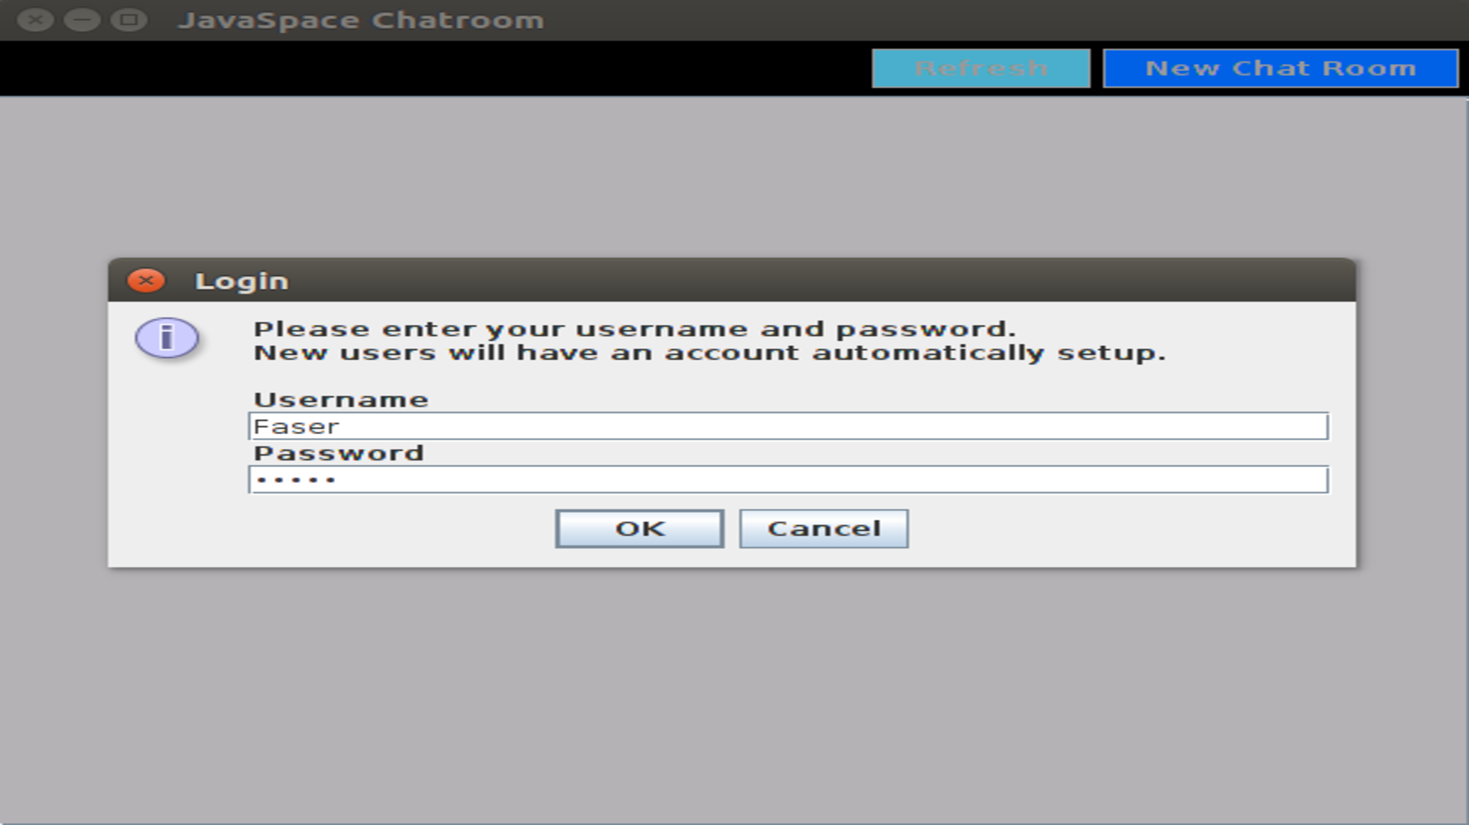 JavaSpace Chatroom
Refresh New Chat Room
Login
Please enter your username and password.
New users will have an account automatically setup.
Username
Faser
Password
•••••
OK Cancel